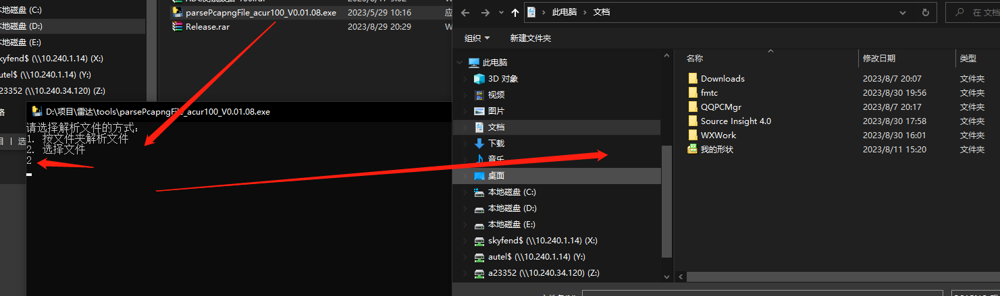 本地磁盘 (C:)
本地磁盘 (D:)
本地磁盘 (E:)
skyfend$ (\\10.240.1.14) (X:)
autel$ (\\10.240.1.14) (Y:)
a23352 (\\10.240.34.120) (Z:)
络
parsePcapngFile_acur100_V0.01.08.exe 2023/5/29 10:16 应
Release.rar 2023/8/29 20:29 W
D:\项目\雷达\tools\parsePcapngFile_acur100_V0.01.08.exe
请选择解析文件的方式:
1. 按文件夹解析文件
2. 选择文件
2
目 | 选
此电脑 > 文档
在 文档
组织 新建文件夹
此电脑
3D 对象
视频
图片
文档
下载
音乐
桌面
本地磁盘 (C:)
本地磁盘 (D:)
本地磁盘 (E:)
skyfend$ (\\10.240.1.14) (X:)
autel$ (\\10.240.1.14) (Y:)
a23352 (\\10.240.34.120) (Z:)
名称 修改日期 类型
Downloads 2023/8/7 20:07 文件夹
fmtc 2023/8/30 19:56 文件夹
QQPCMgr 2023/8/7 20:17 文件夹
Source Insight 4.0 2023/8/30 17:58 文件夹
WXWork 2023/8/30 16:01 文件夹
我的形状 2023/8/11 15:20 文件夹